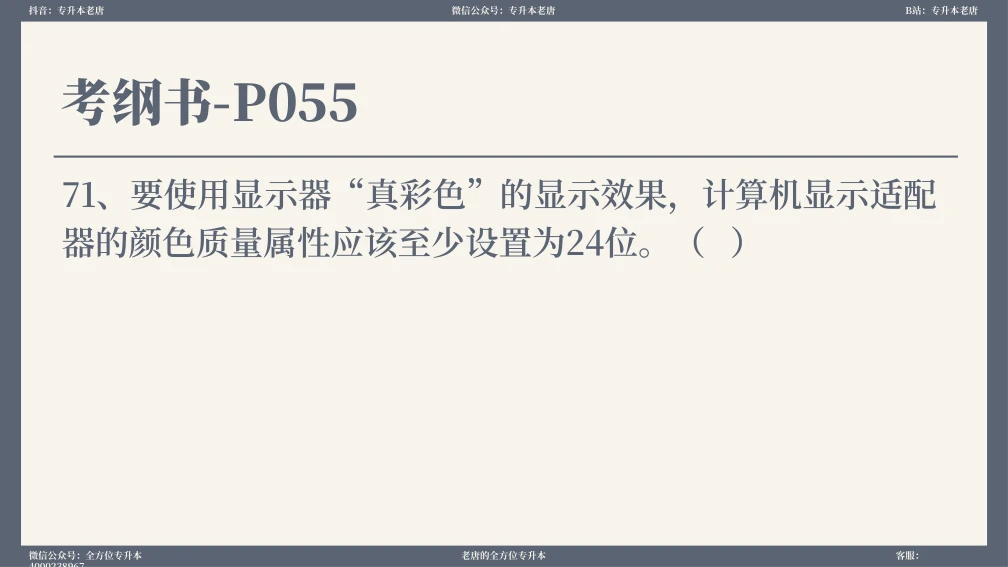 抖音：专升本老唐
微信公众号：专升本老唐
B站：专升本老唐
考纲书-P055
71、要使用显示器“真彩色”的显示效果，计算机显示适配
器的颜色质量属性应该至少设置为24位。（  ）
微信公众号：全方位专升本
老唐的全方位专升本
客服：
4000238967